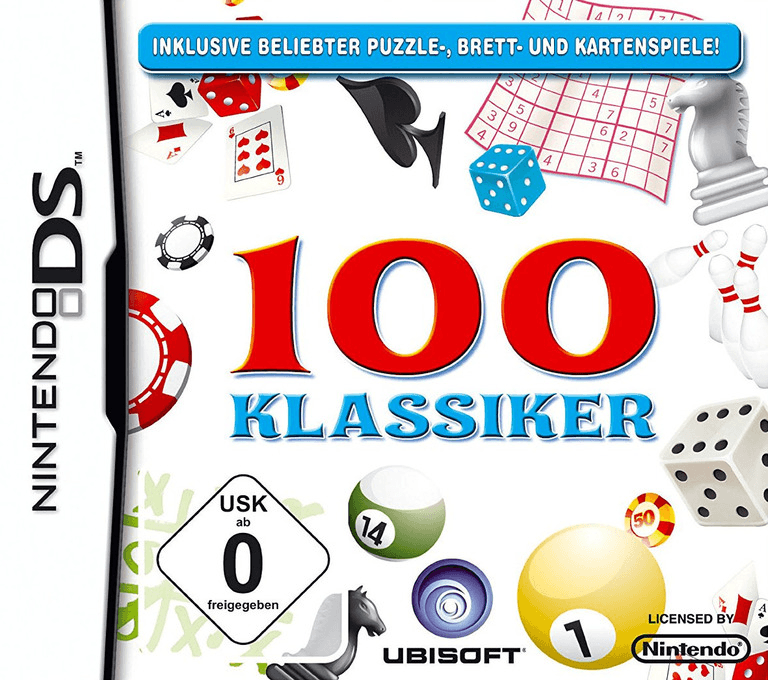 INKLUSIVE BELIEBTER PUZZLE-, BRETT- UND KARTENSPIELE!
NINTENDO DS™
100
KLASSIKER
USK
ab
0
freigegeben
14
50
1
UBISOFT
LICENSED BY
Nintendo®